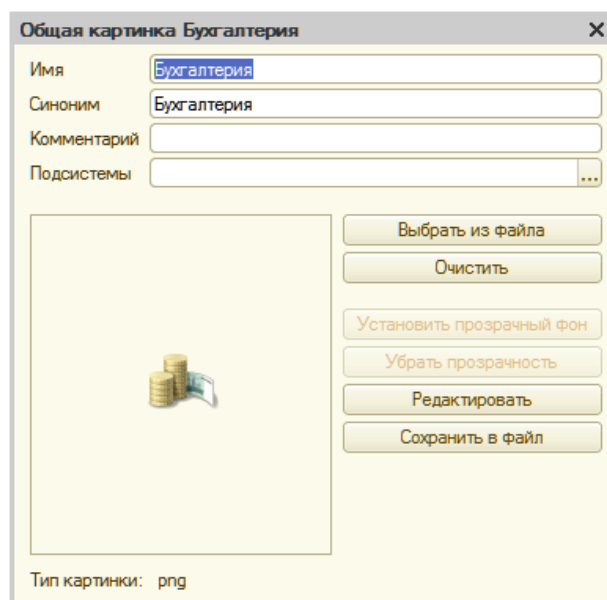 Общая картинка Бухгалтерия
Имя Бухгалтерия
Синоним Бухгалтерия
Комментарий
Подсистемы ...
Выбрать из файла
Очистить
Установить прозрачный фон
Убрать прозрачность
Редактировать
Сохранить в файл
Тип картинки: png